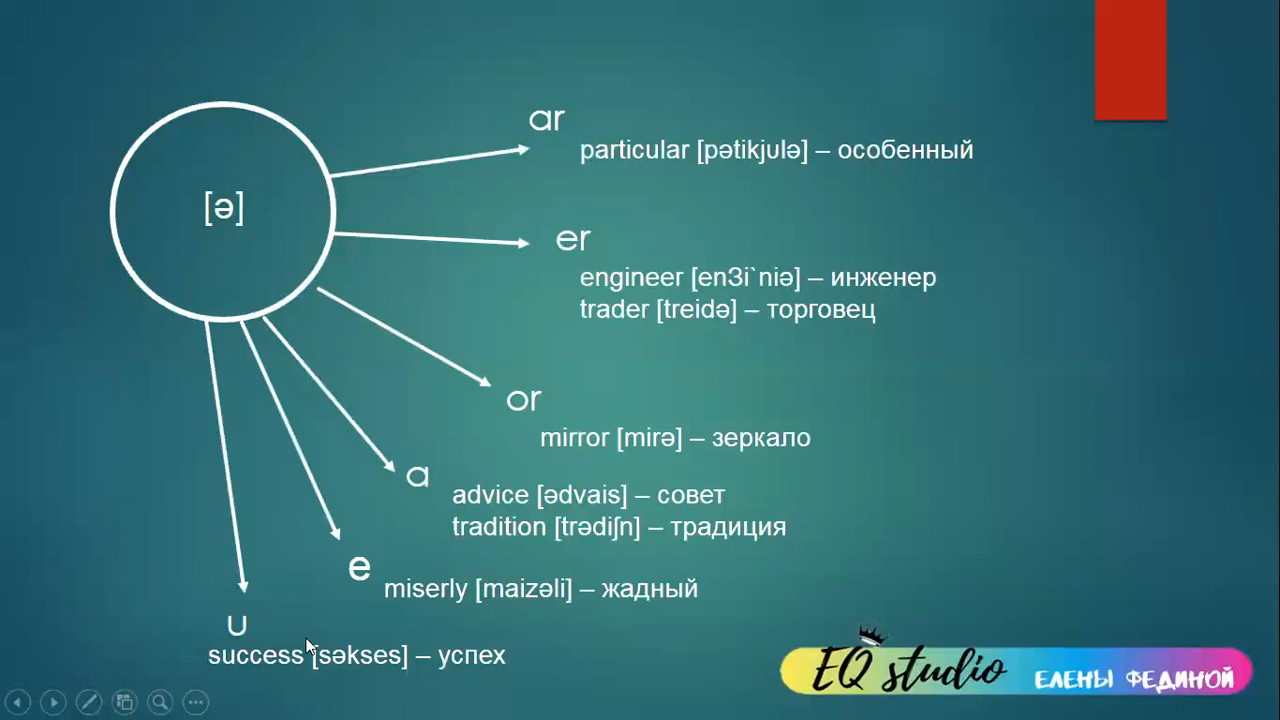 [ə]
ar
particular [pətikjulə] – особенный
er
engineer [en3i`niə] – инженер
trader [treidə] – торговец
or
mirror [mirə] – зеркало
a
advice [ədvais] – совет
tradition [trədiʃn] – традиция
e
miserly [maizəli] – жадный
u
success [səkses] – успех
EQ studio ЕЛЕНЫ ФЕДИНОЙ